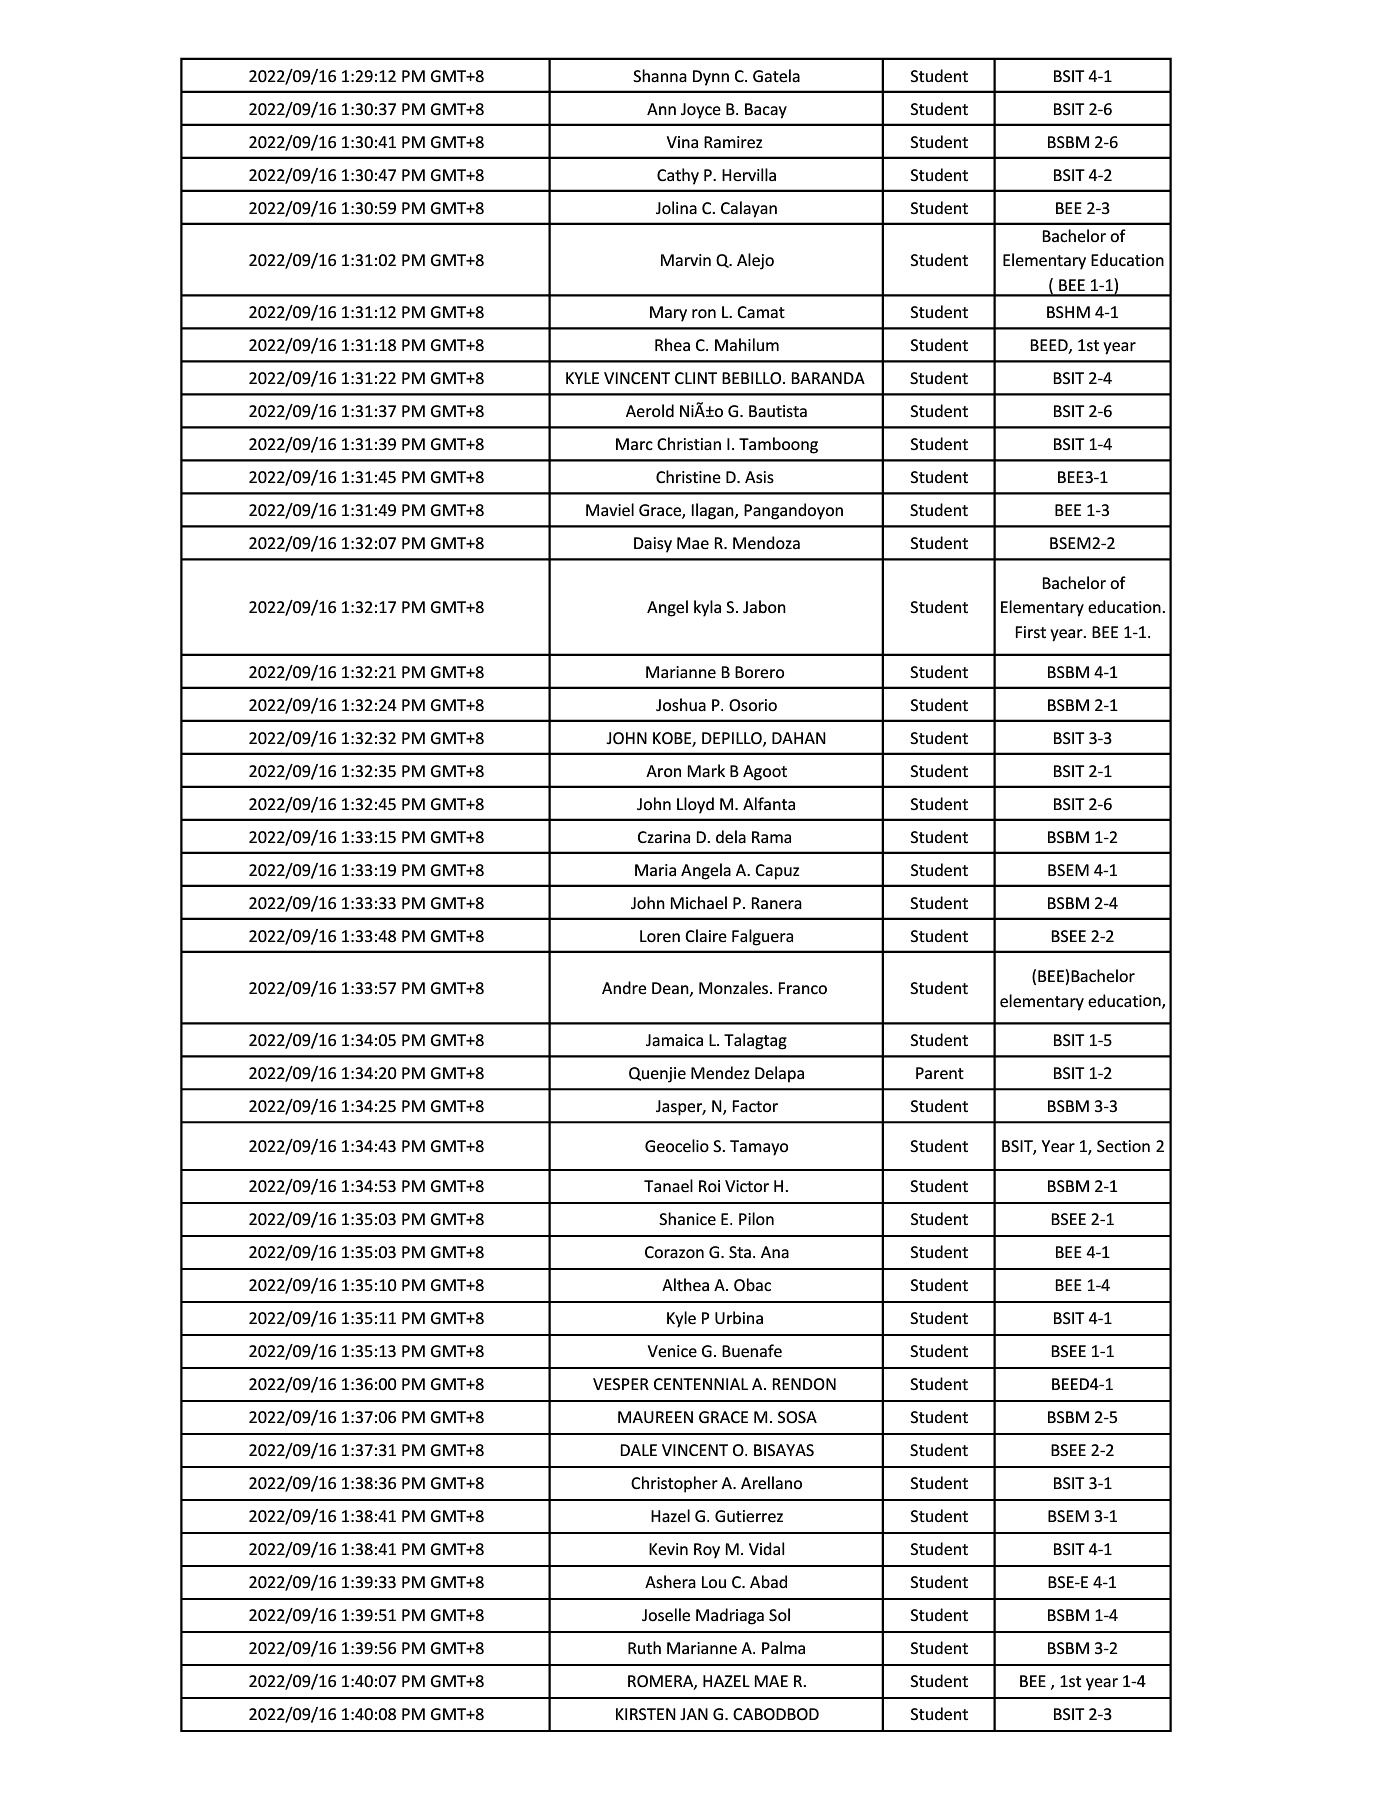 2022/09/16 1:29:12 PM GMT+8 Shanna Dynn C. Gatela Student BSIT 4-1
2022/09/16 1:30:37 PM GMT+8 Ann Joyce B. Bacay Student BSIT 2-6
2022/09/16 1:30:41 PM GMT+8 Vina Ramirez Student BSBM 2-6
2022/09/16 1:30:47 PM GMT+8 Cathy P. Hervilla Student BSIT 4-2
2022/09/16 1:30:59 PM GMT+8 Jolina C. Calayan Student BEE 2-3
Bachelor of
2022/09/16 1:31:02 PM GMT+8 Marvin Q. Alejo Student Elementary Education
( BEE 1-1)
2022/09/16 1:31:12 PM GMT+8 Mary ron L. Camat Student BSHM 4-1
2022/09/16 1:31:18 PM GMT+8 Rhea C. Mahilum Student BEED, 1st year
2022/09/16 1:31:22 PM GMT+8 KYLE VINCENT CLINT BEBILLO. BARANDA Student BSIT 2-4
2022/09/16 1:31:37 PM GMT+8 Aerold NiÃ±o G. Bautista Student BSIT 2-6
2022/09/16 1:31:39 PM GMT+8 Marc Christian I. Tamboong Student BSIT 1-4
2022/09/16 1:31:45 PM GMT+8 Christine D. Asis Student BEE3-1
2022/09/16 1:31:49 PM GMT+8 Maviel Grace, Ilagan, Pangandoyon Student BEE 1-3
2022/09/16 1:32:07 PM GMT+8 Daisy Mae R. Mendoza Student BSEM2-2
Bachelor of
2022/09/16 1:32:17 PM GMT+8 Angel kyla S. Jabon Student Elementary education.
First year. BEE 1-1.
2022/09/16 1:32:21 PM GMT+8 Marianne B Borero Student BSBM 4-1
2022/09/16 1:32:24 PM GMT+8 Joshua P. Osorio Student BSBM 2-1
2022/09/16 1:32:32 PM GMT+8 JOHN KOBE, DEPILLO, DAHAN Student BSIT 3-3
2022/09/16 1:32:35 PM GMT+8 Aron Mark B Agoot Student BSIT 2-1
2022/09/16 1:32:45 PM GMT+8 John Lloyd M. Alfanta Student BSIT 2-6
2022/09/16 1:33:15 PM GMT+8 Czarina D. dela Rama Student BSBM 1-2
2022/09/16 1:33:19 PM GMT+8 Maria Angela A. Capuz Student BSEM 4-1
2022/09/16 1:33:33 PM GMT+8 John Michael P. Ranera Student BSBM 2-4
2022/09/16 1:33:48 PM GMT+8 Loren Claire Falguera Student BSEE 2-2
(BEE)Bachelor
2022/09/16 1:33:57 PM GMT+8 Andre Dean, Monzales. Franco Student elementary education,
2022/09/16 1:34:05 PM GMT+8 Jamaica L. Talagtag Student BSIT 1-5
2022/09/16 1:34:20 PM GMT+8 Quenjie Mendez Delapa Parent BSIT 1-2
2022/09/16 1:34:25 PM GMT+8 Jasper, N, Factor Student BSBM 3-3
2022/09/16 1:34:43 PM GMT+8 Geocelio S. Tamayo Student BSIT, Year 1, Section 2
2022/09/16 1:34:53 PM GMT+8 Tanael Roi Victor H. Student BSBM 2-1
2022/09/16 1:35:03 PM GMT+8 Shanice E. Pilon Student BSEE 2-1
2022/09/16 1:35:03 PM GMT+8 Corazon G. Sta. Ana Student BEE 4-1
2022/09/16 1:35:10 PM GMT+8 Althea A. Obac Student BEE 1-4
2022/09/16 1:35:11 PM GMT+8 Kyle P Urbina Student BSIT 4-1
2022/09/16 1:35:13 PM GMT+8 Venice G. Buenafe Student BSEE 1-1
2022/09/16 1:36:00 PM GMT+8 VESPER CENTENNIAL A. RENDON Student BEED4-1
2022/09/16 1:37:06 PM GMT+8 MAUREEN GRACE M. SOSA Student BSBM 2-5
2022/09/16 1:37:31 PM GMT+8 DALE VINCENT O. BISAYAS Student BSEE 2-2
2022/09/16 1:38:36 PM GMT+8 Christopher A. Arellano Student BSIT 3-1
2022/09/16 1:38:41 PM GMT+8 Hazel G. Gutierrez Student BSEM 3-1
2022/09/16 1:38:41 PM GMT+8 Kevin Roy M. Vidal Student BSIT 4-1
2022/09/16 1:39:33 PM GMT+8 Ashera Lou C. Abad Student BSE-E 4-1
2022/09/16 1:39:51 PM GMT+8 Joselle Madriaga Sol Student BSBM 1-4
2022/09/16 1:39:56 PM GMT+8 Ruth Marianne A. Palma Student BSBM 3-2
2022/09/16 1:40:07 PM GMT+8 ROMERA, HAZEL MAE R. Student BEE , 1st year 1-4
2022/09/16 1:40:08 PM GMT+8 KIRSTEN JAN G. CABODBOD Student BSIT 2-3